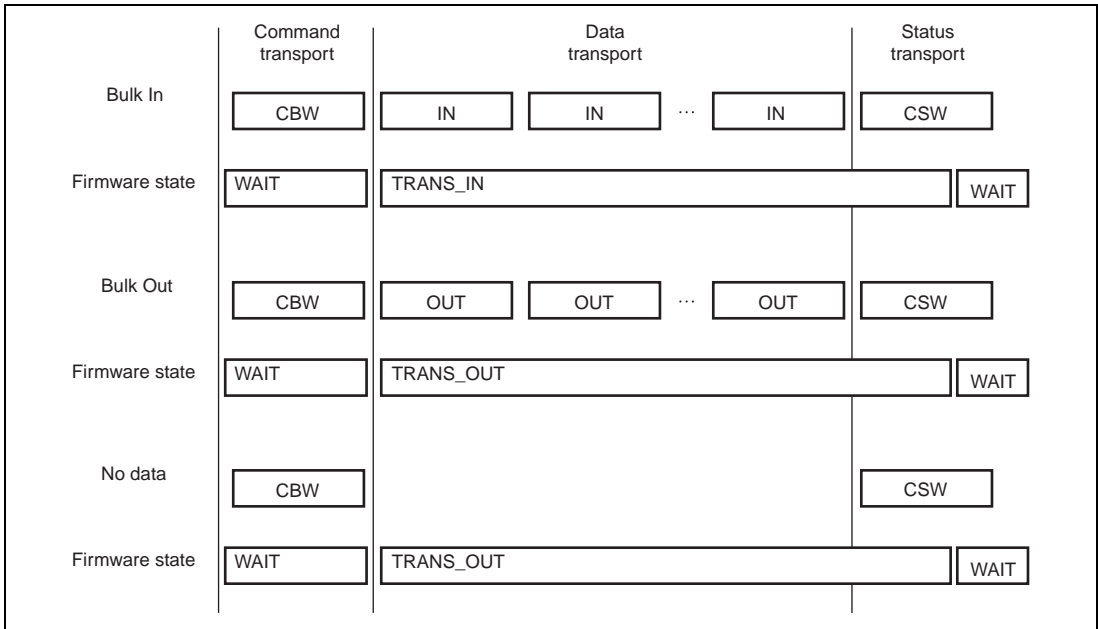 Command
transport
Data
transport
Status
transport
Bulk In
CBW
IN
IN
...
IN
CSW
Firmware state
WAIT
TRANS_IN
WAIT
Bulk Out
CBW
OUT
OUT
...
OUT
CSW
Firmware state
WAIT
TRANS_OUT
WAIT
No data
CBW
CSW
Firmware state
WAIT
TRANS_OUT
WAIT